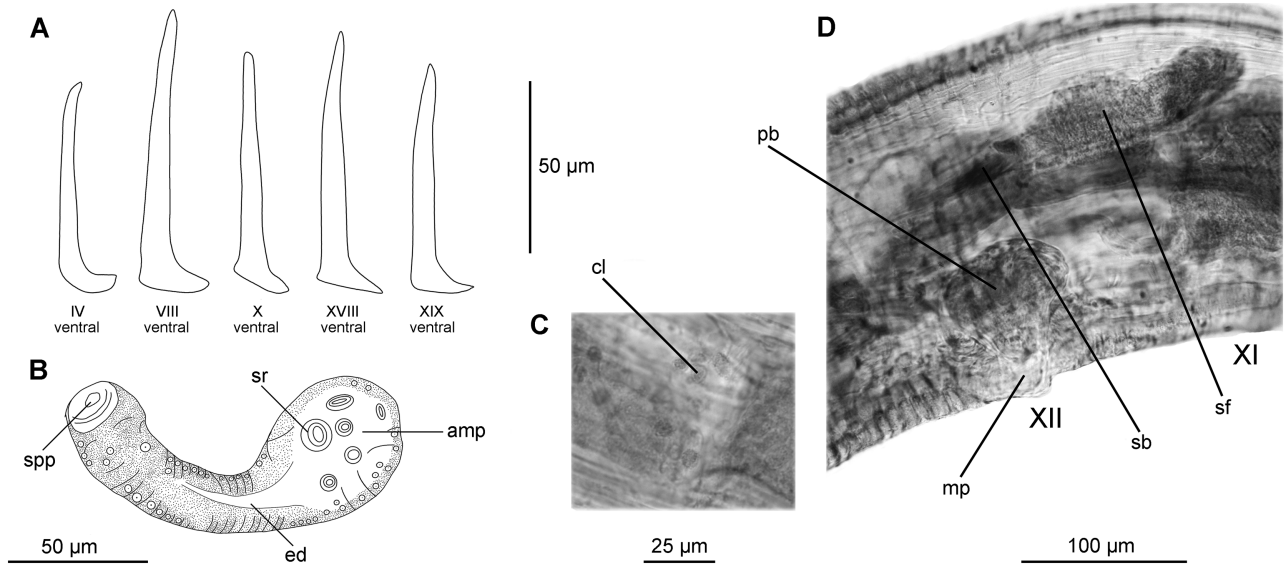 A
IV
ventral
VIII
ventral
X
ventral
XVIII
ventral
XIX
ventral
50 µm
B
spp
sr
amp
ed
50 µm
C
cl
25 µm
D
pb
XI
XII
sf
sb
mp
100 µm